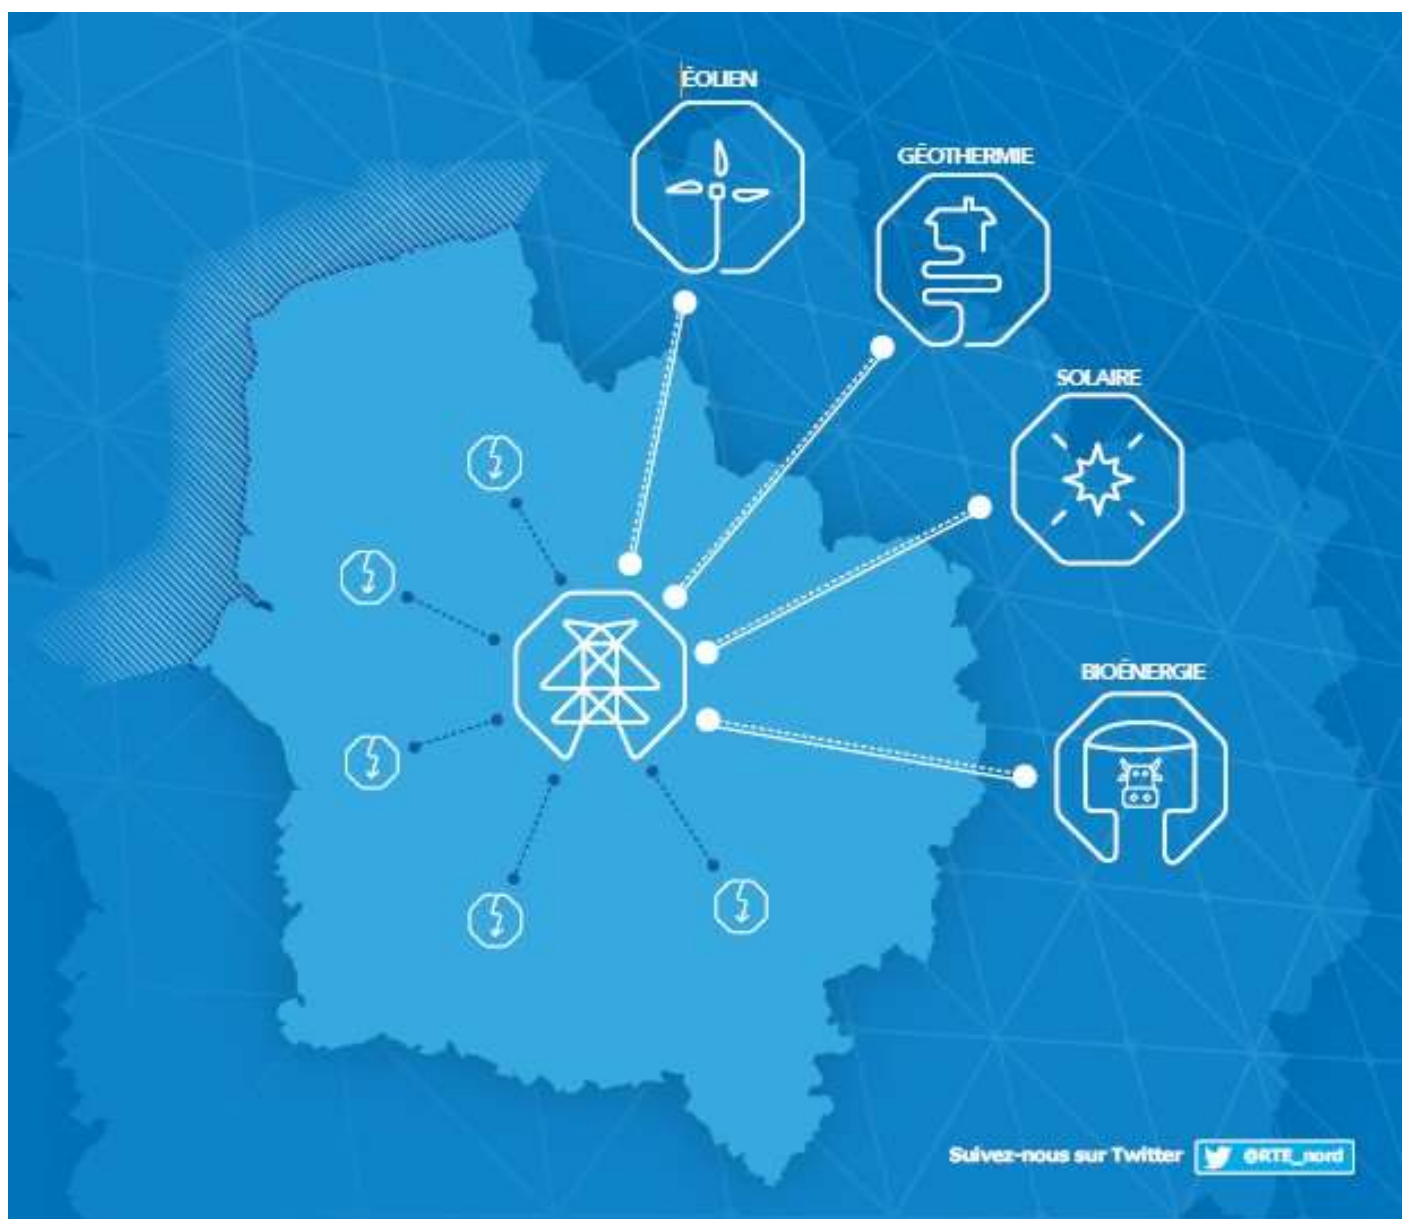 ÉOLIEN
GÉOTHERMIE
SOLAIRE
BIOÉNERGIE
Suivez-nous sur Twitter @RTE_nord